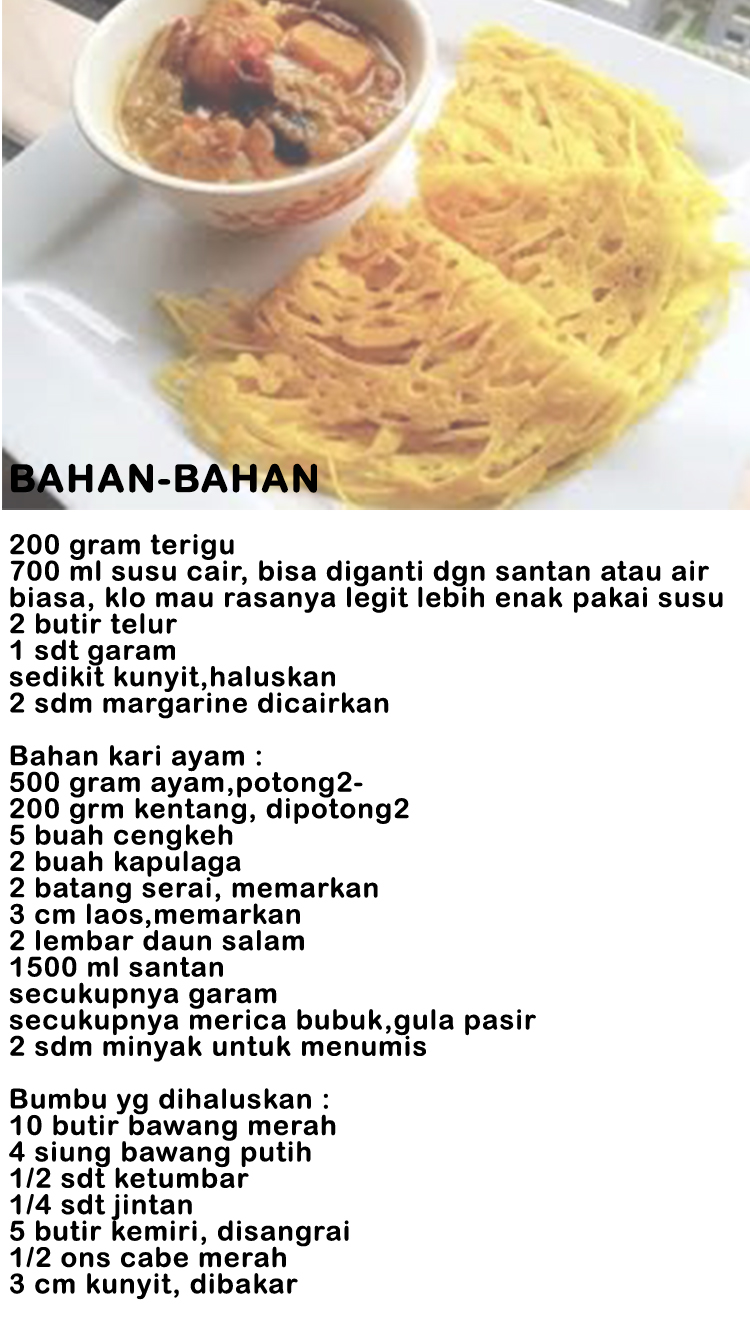 BAHAN-BAHAN
200 gram terigu
700 ml susu cair, bisa diganti dgn santan atau air
biasa, klo mau rasanya legit lebih enak pakai susu
2 butir telur
1 sdt garam
sedikit kunyit,haluskan
2 sdm margarine dicairkan
Bahan kari ayam :
500 gram ayam,potong2-
200 grm kentang, dipotong2
5 buah cengkeh
2 buah kapulaga
2 batang serai, memarkan
3 cm laos,memarkan
2 lembar daun salam
1500 ml santan
secukupnya garam
secukupnya merica bubuk,gula pasir
2 sdm minyak untuk menumis
Bumbu yg dihaluskan :
10 butir bawang merah
4 siung bawang putih
1/2 sdt ketumbar
1/4 sdt jintan
5 butir kemiri, disangrai
1/2 ons cabe merah
3 cm kunyit, dibakar